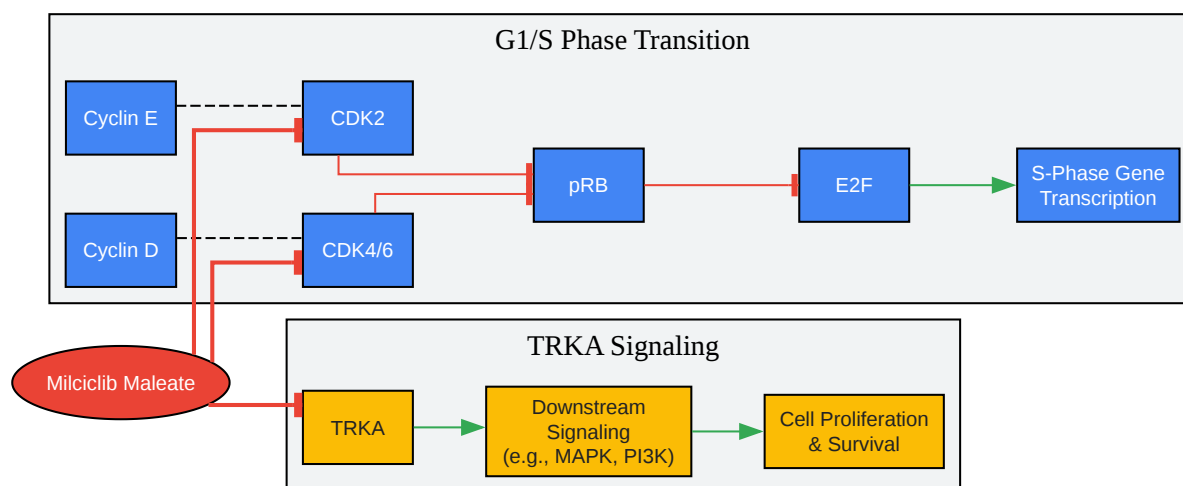 G1/S Phase Transition
Cyclin E
CDK2
pRB
E2F
S-Phase Gene
Transcription
Cyclin D
CDK4/6
Milciclib Maleate
TRKA Signaling
TRKA
Downstream
Signaling
(e.g., MAPK, PI3K)
Cell Proliferation
& Survival